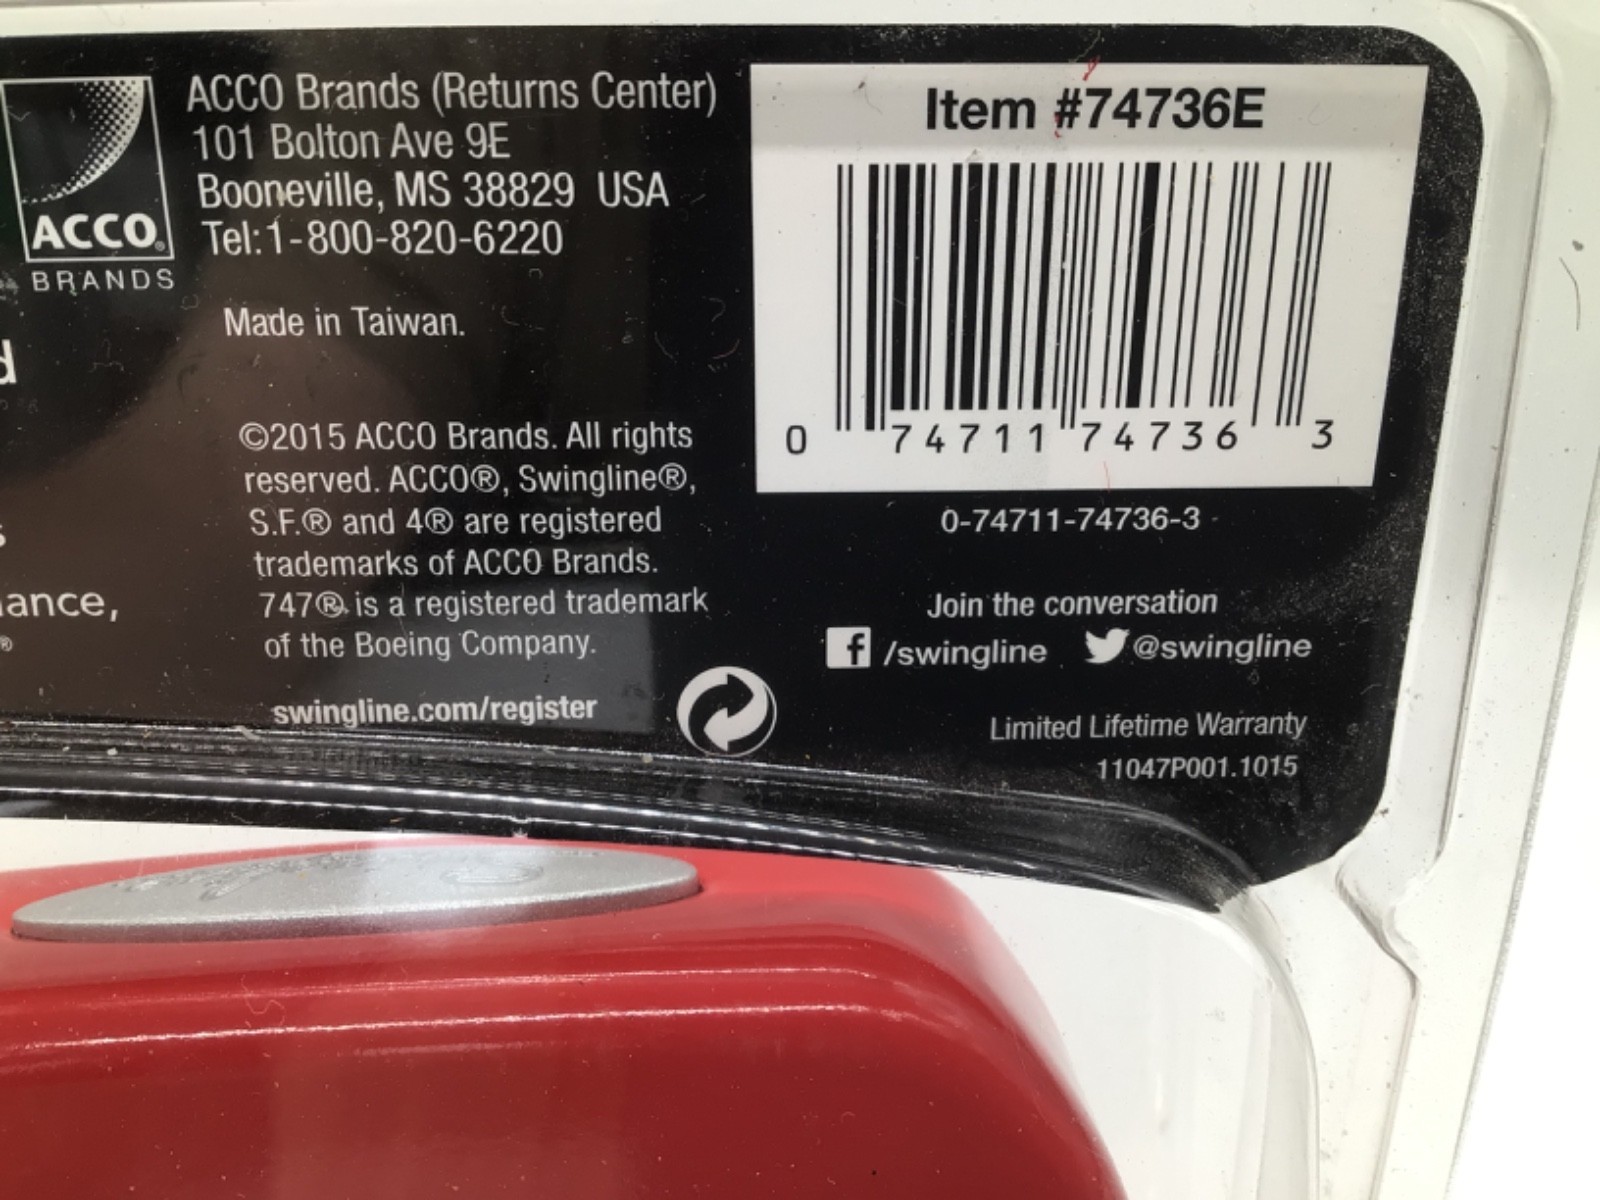 ACCO®
BRANDS
ACCO Brands (Returns Center)
101 Bolton Ave 9E
Booneville, MS 38829 USA
Tel:1-800-820-6220
Made in Taiwan.
©2015 ACCO Brands. All rights
reserved. ACCO®, Swingline®,
S.F.® and 4® are registered
trademarks of ACCO Brands.
747® is a registered trademark
of the Boeing Company.
swingline.com/register
d
s
ance,
®
Item #74736E
0 74711 74736 3
0-74711-74736-3
Join the conversation
f /swingline @swingline
Limited Lifetime Warranty
11047P001.1015